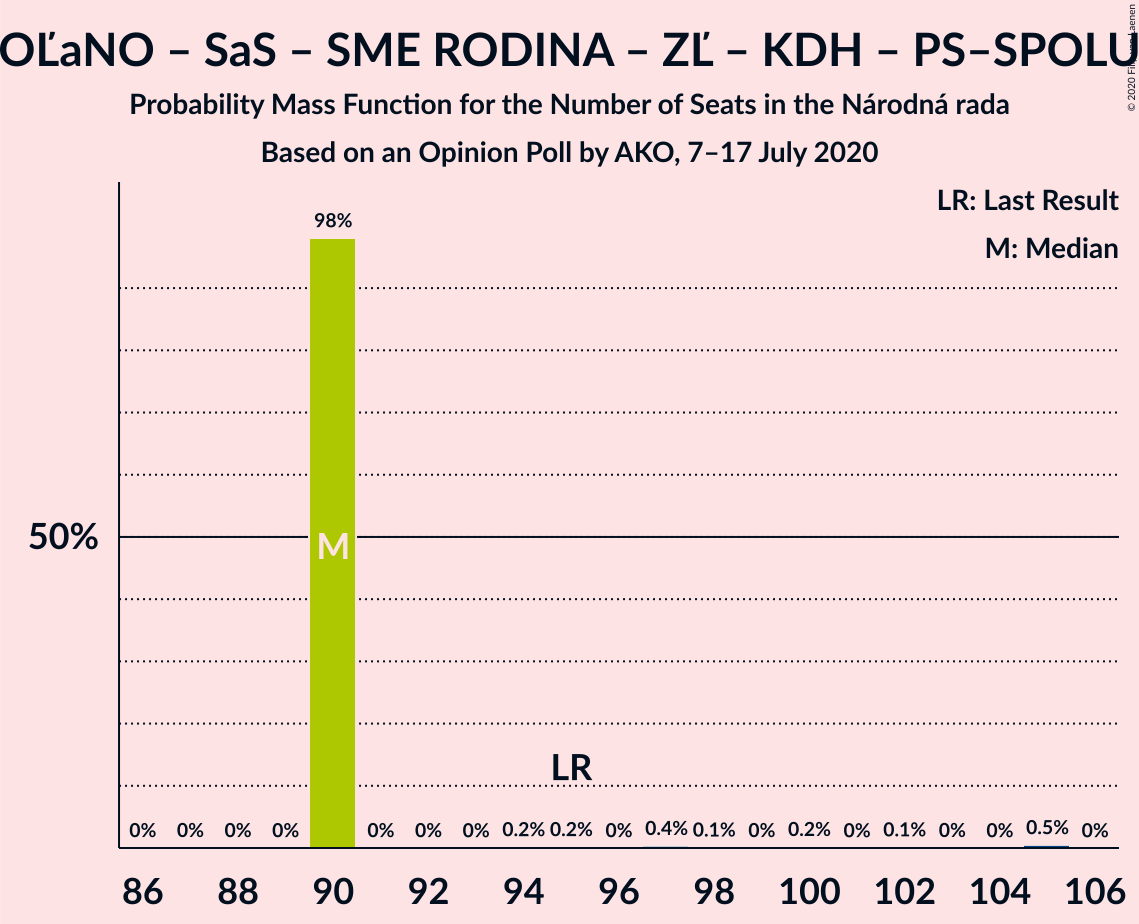 OĽaNO – SaS – SME RODINA – ZĽ – KDH – PS–SPOLU
Probability Mass Function for the Number of Seats in the Národná rada
Based on an Opinion Poll by AKO, 7–17 July 2020
© 2020 Filip van Laenen
LR: Last Result
M: Median
98%
50%
M
LR
0% 0% 0% 0% 0% 0% 0% 0.2% 0.2% 0% 0.4% 0.1% 0% 0.2% 0% 0.1% 0% 0% 0.5% 0%
86 88 90 92 94 96 98 100 102 104 106